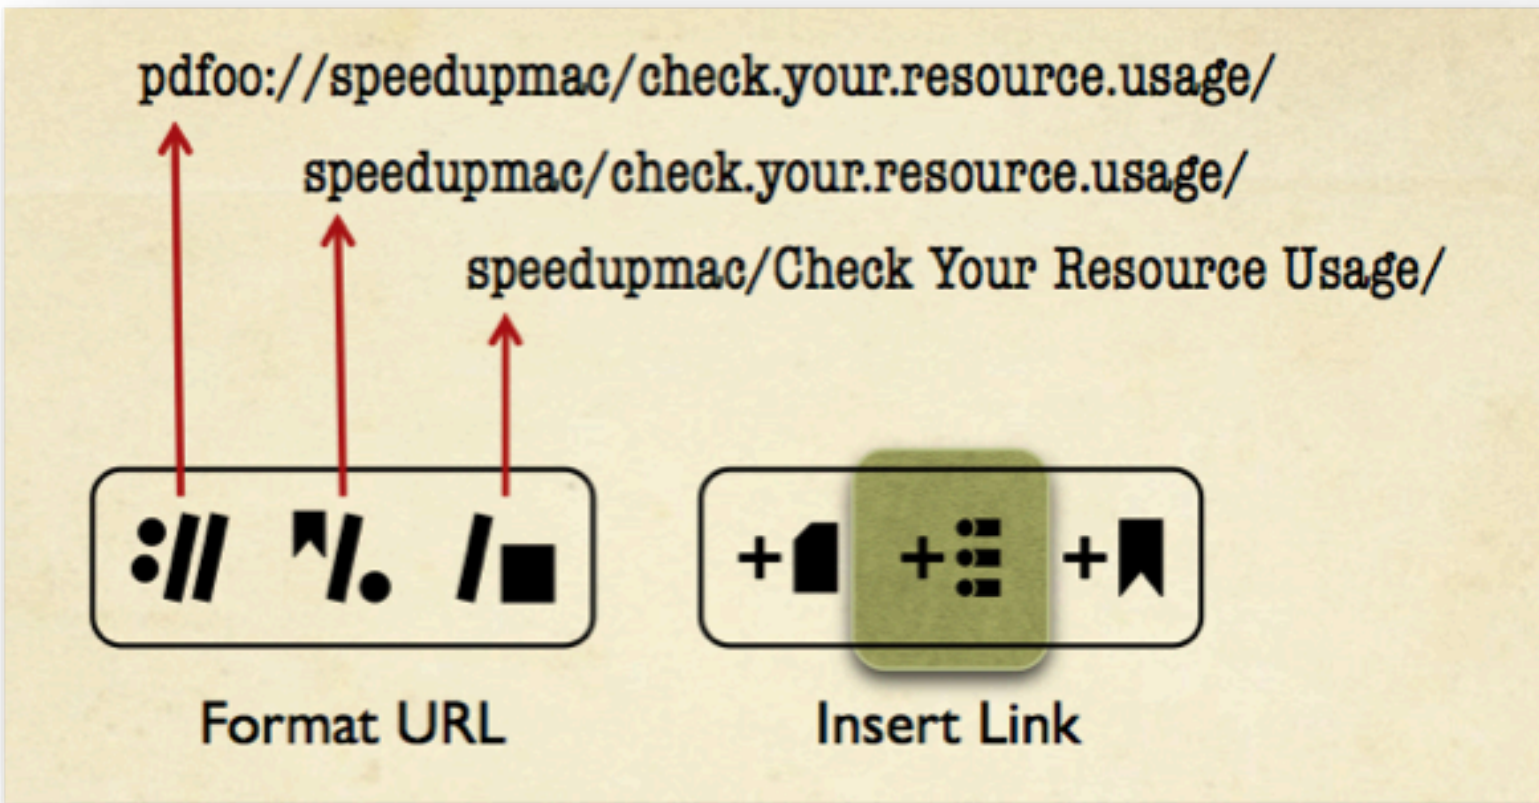 pdfoo://speedupmac/check.your.resource.usage/
speedupmac/check.your.resource.usage/
speedupmac/Check Your Resource Usage/
:// /. / + + +
Format URL Insert Link